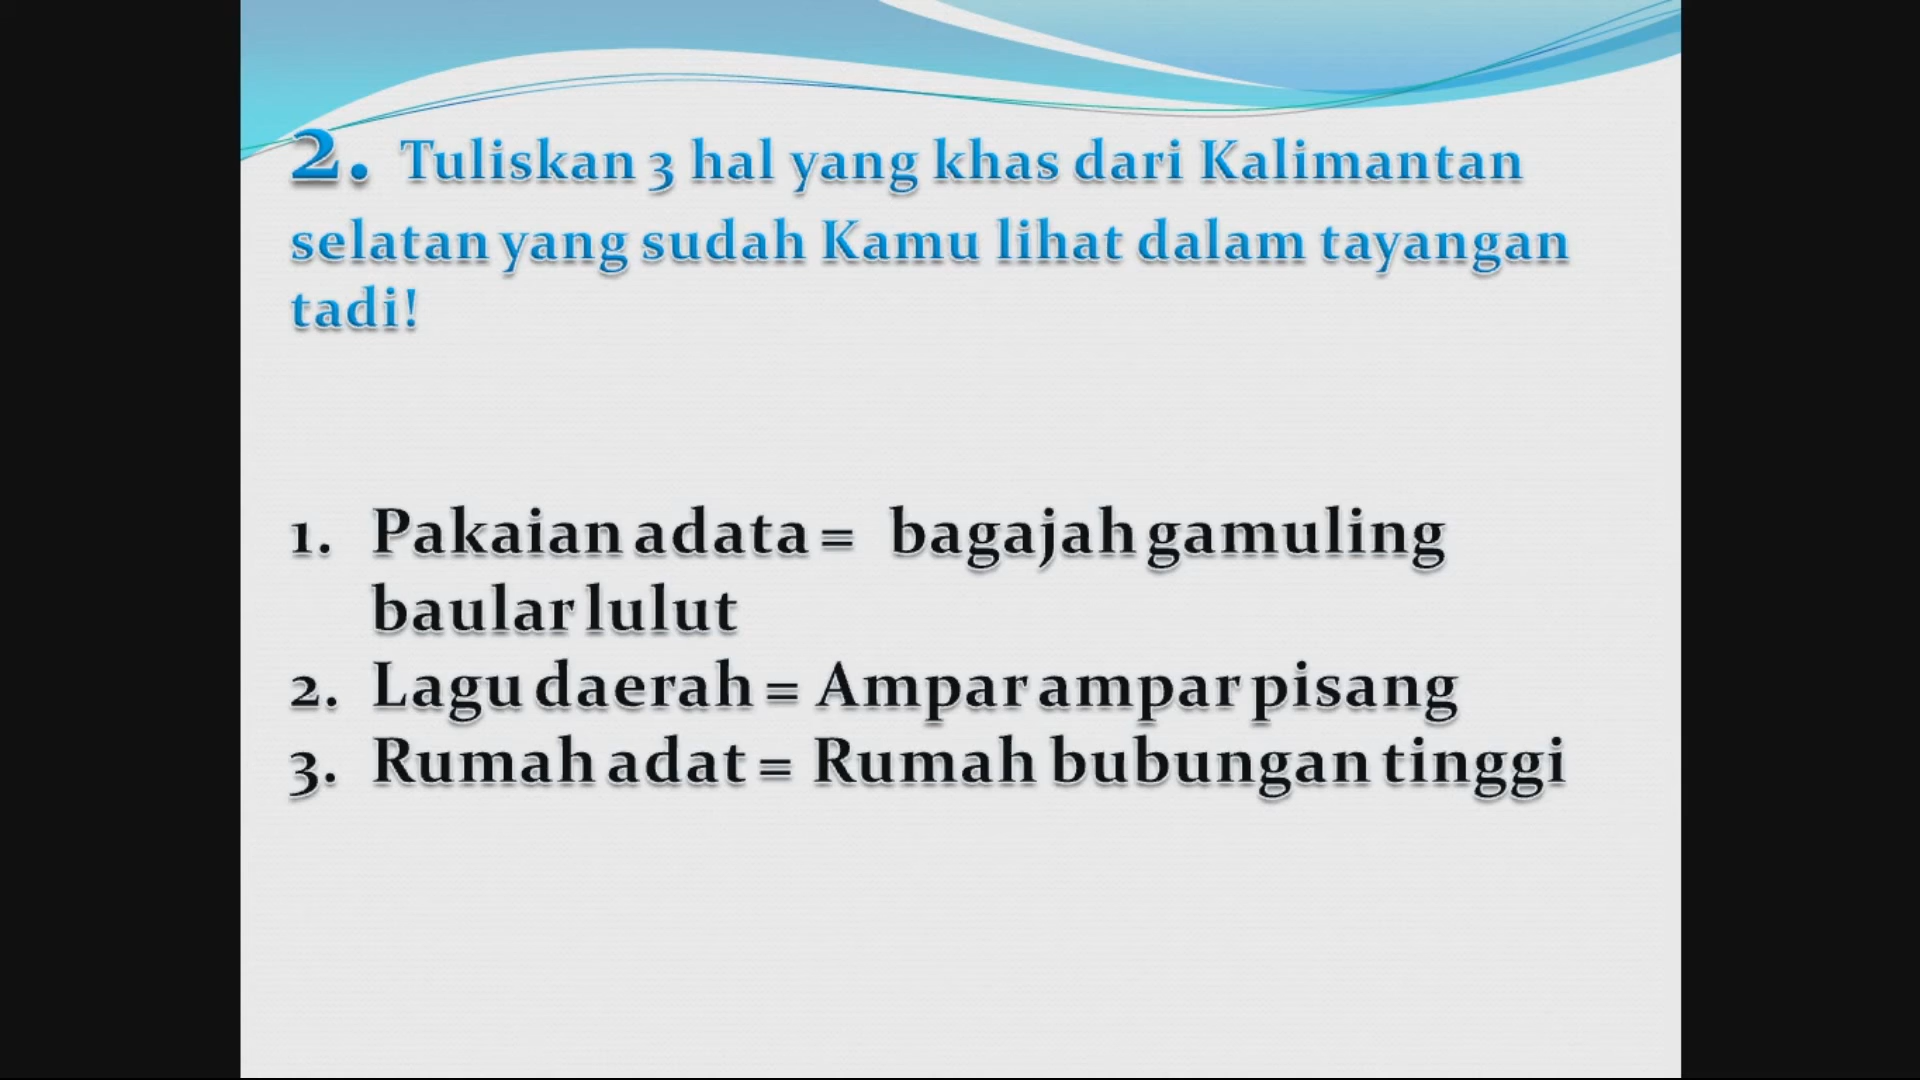 2. Tuliskan 3 hal yang khas dari Kalimantan
selatan yang sudah Kamu lihat dalam tayangan
tadi!
1. Pakaian adata = bagajah gamuling
baular lulut
2. Lagu daerah = Ampar ampar pisang
3. Rumah adat = Rumah bubungan tinggi